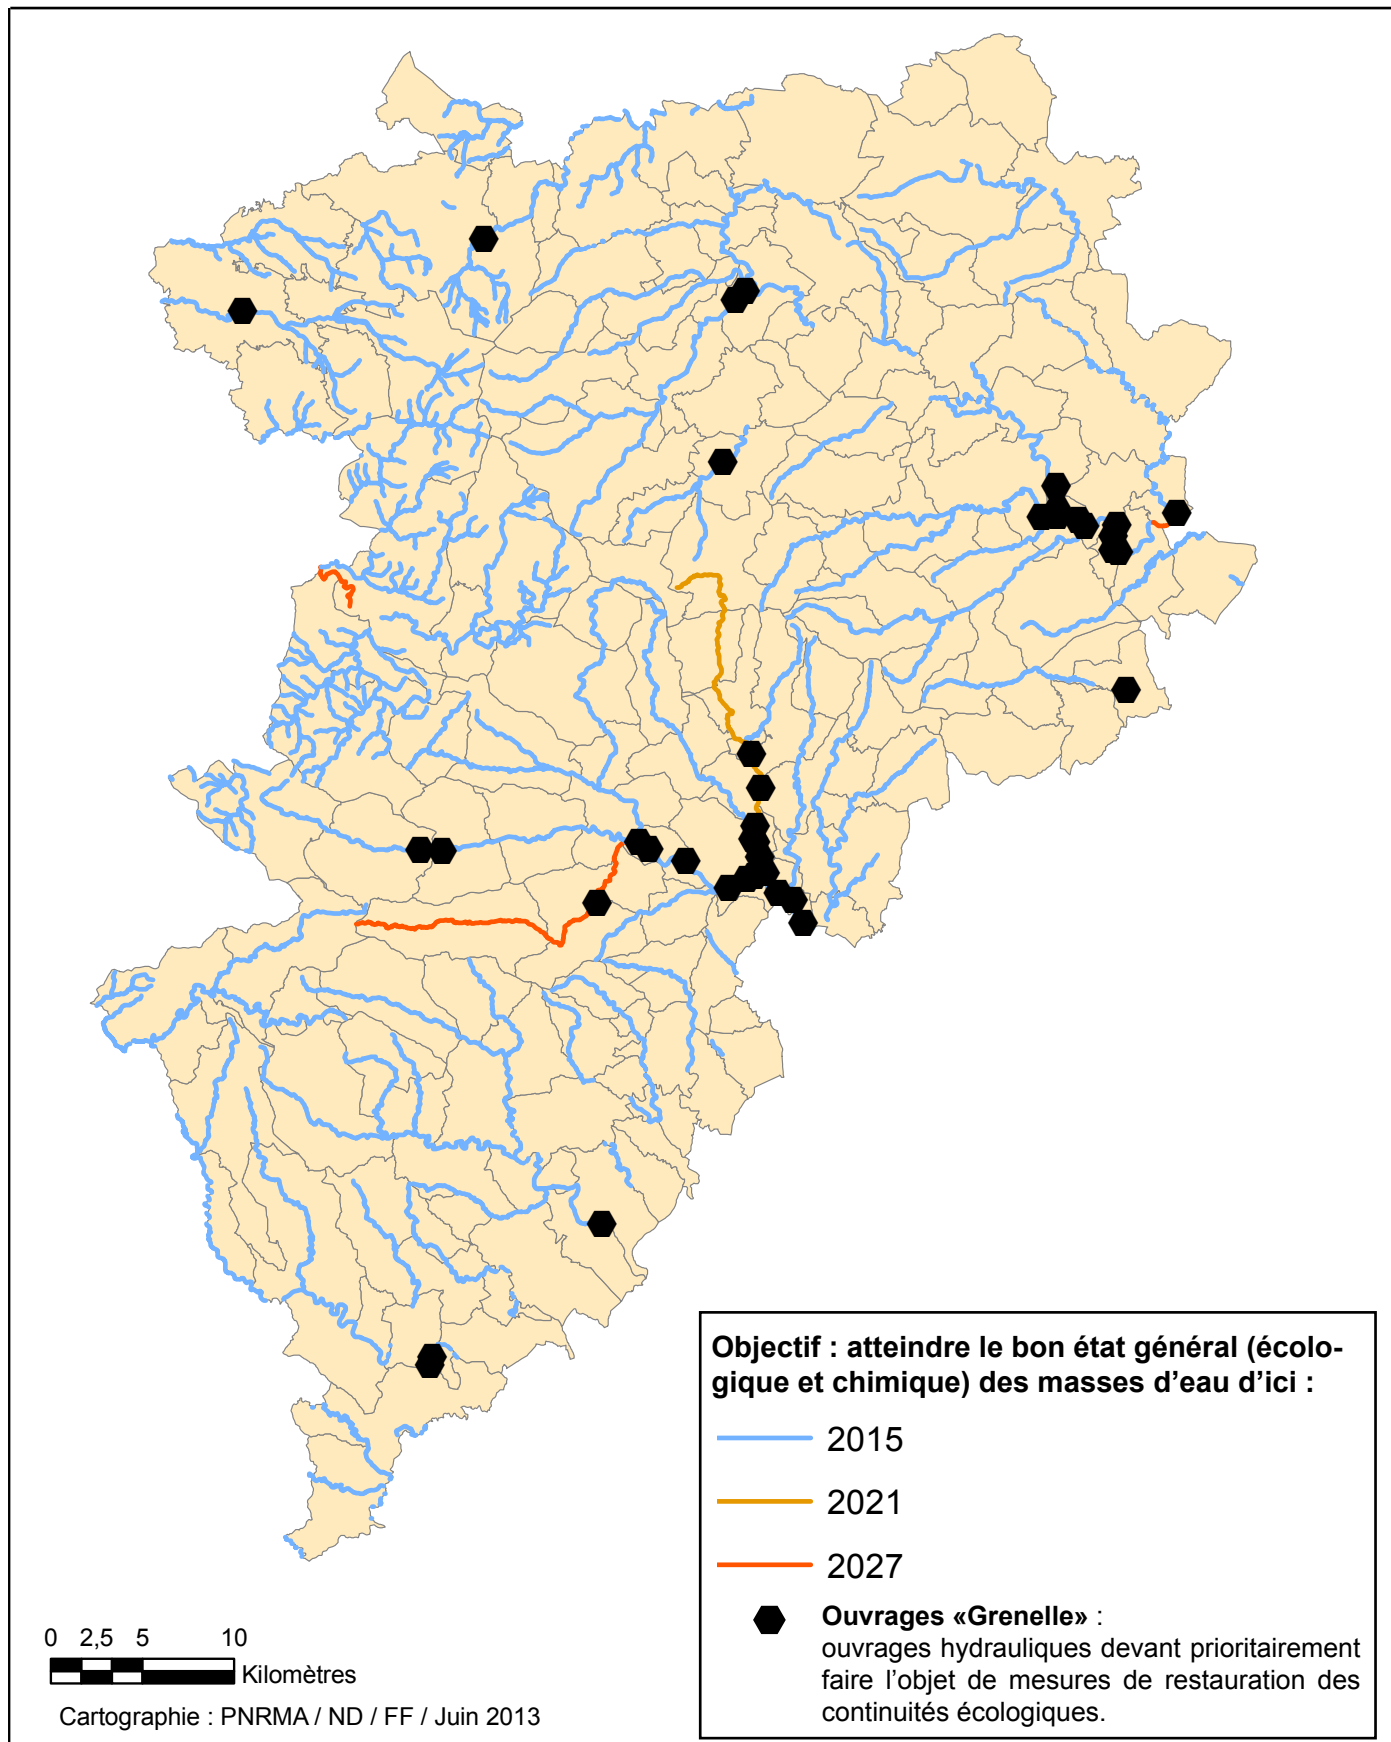 Objectif : atteindre le bon état général (écolo-
gique et chimique) des masses d'eau d'ici :
2015
2021
2027
Ouvrages «Grenelle» :
ouvrages hydrauliques devant prioritairement
faire l'objet de mesures de restauration des
continuités écologiques.
0 2,5 5 10
Kilomètres
Cartographie : PNRMA / ND / FF / Juin 2013